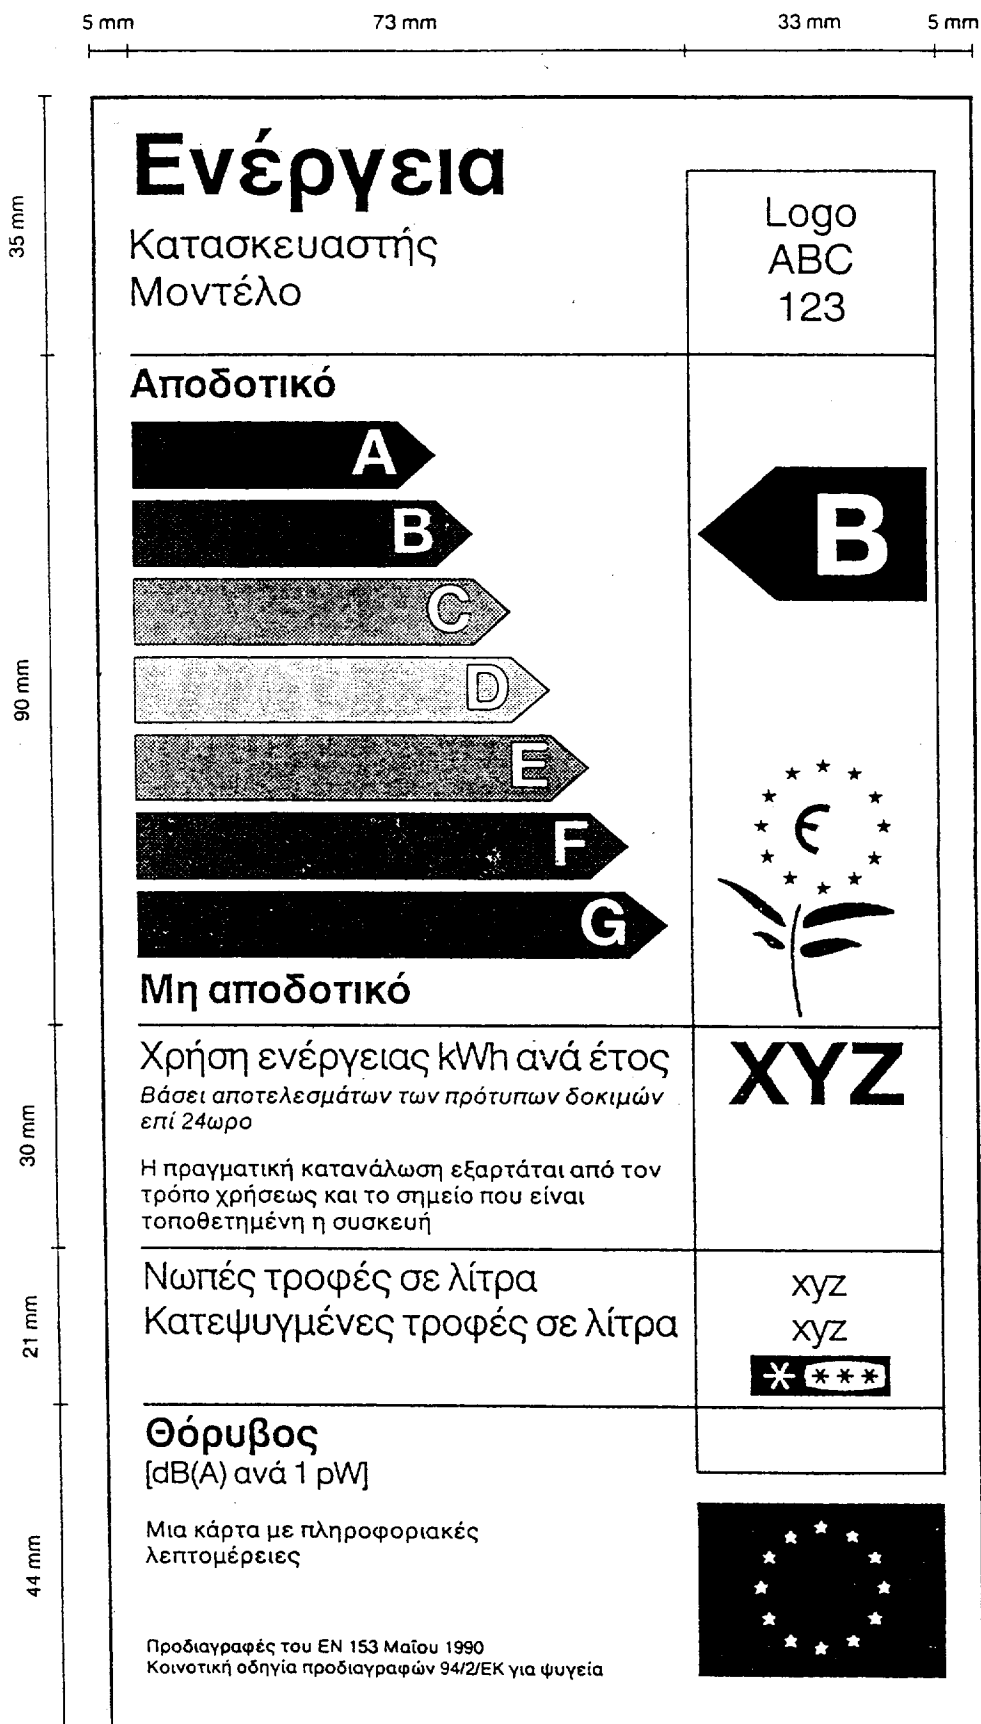 5 mm 73 mm 33 mm 5 mm
35 mm
Ενέργεια
Κατασκευαστής
Μοντέλο
Logo
ABC
123
90 mm
Αποδοτικό
A
B
C
D
E
F
G
B
Μη αποδοτικό
30 mm
Χρήση ενέργειας kWh ανά έτος
XYZ
Βάσει αποτελεσμάτων των πρότυπων δοκιμών
επί 24ωρο
Η πραγματική κατανάλωση εξαρτάται από τον
τρόπο χρήσεως και το σημείο που είναι
τοποθετημένη η συσκευή
21 mm
Νωπές τροφές σε λίτρα xyz
Κατεψυγμένες τροφές σε λίτρα xyz
44 mm
Θόρυβος
[dB(A) ανά 1 pW]
Μια κάρτα με πληροφοριακές
λεπτομέρειες
Προδιαγραφές του EN 153 Μαΐου 1990
Κοινοτική οδηγία προδιαγραφών 94/2/ΕΚ για ψυγεία